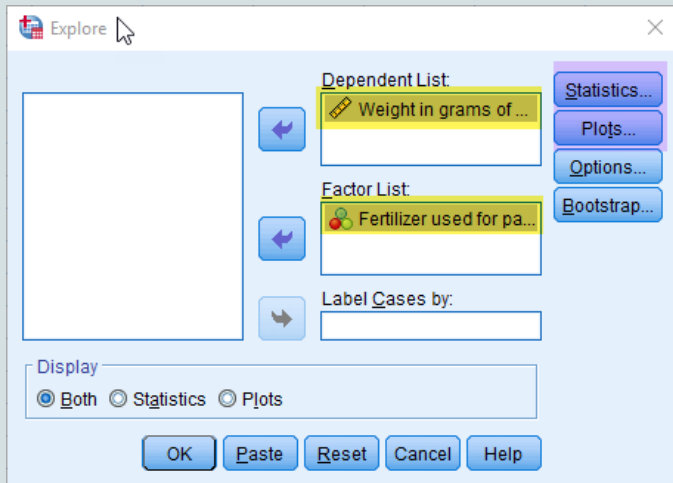 Explore
Dependent List:
Weight in grams of ...
Statistics...
Plots...
Options...
Bootstrap...
Factor List:
Fertilizer used for pa...
Label Cases by:
Display
Both Statistics Plots
OK Paste Reset Cancel Help